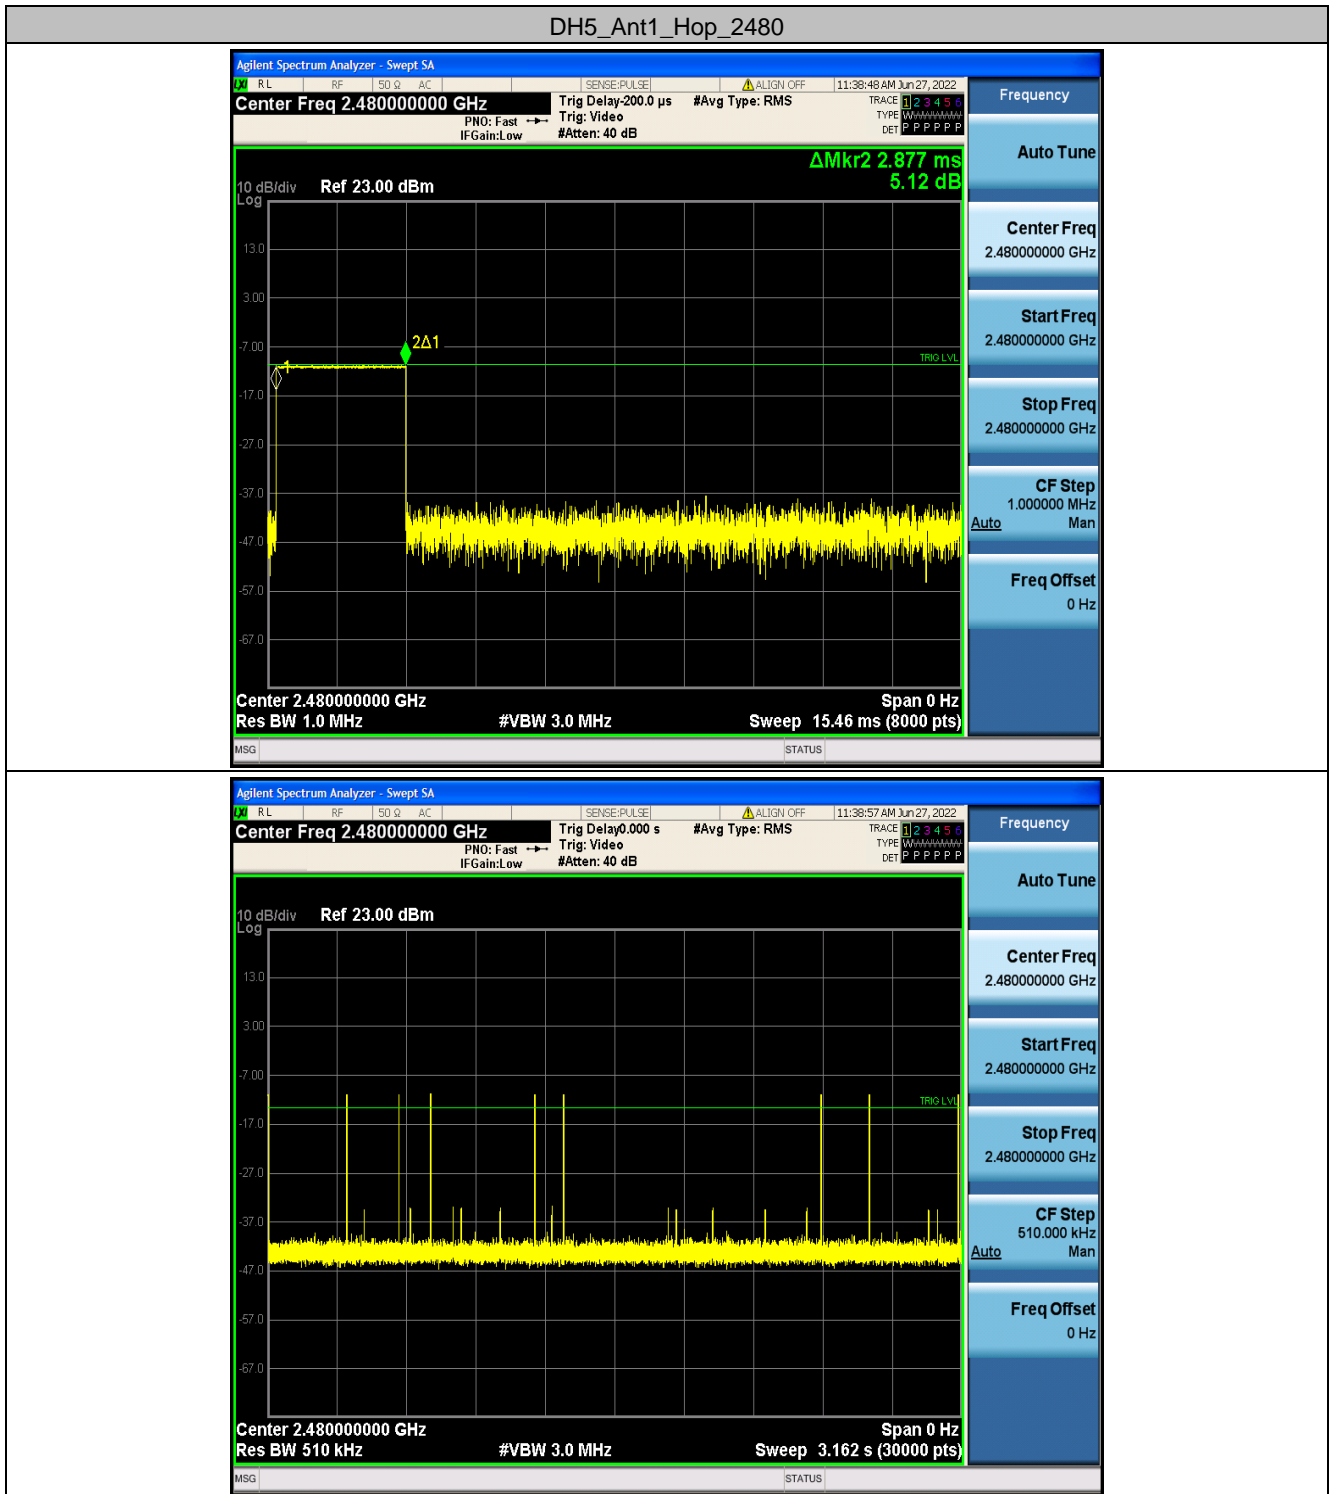 DH5_Ant1_Hop_2480
Agilent Spectrum Analyzer - Swept SA
LXI RL RF 50 Ω AC SENSE:PULSE ALIGN OFF 11:38:48 AM Jun 27, 2022
Center Freq 2.480000000 GHz
PNO: Fast
IFGain:Low
Trig Delay-200.0 µs
Trig: Video
#Atten: 40 dB
#Avg Type: RMS
TRACE 1 2 3 4 5 6
TYPE WWWWWW
DET P P P P P P
Frequency
ΔMkr2 2.877 ms
5.12 dB
10 dB/div Ref 23.00 dBm
Log
13.0
3.00
-7.00
-17.0
-27.0
-37.0
-47.0
-57.0
-67.0
1
2Δ1
TRIG LVL
Center 2.480000000 GHz Span 0 Hz
Res BW 1.0 MHz #VBW 3.0 MHz Sweep 15.46 ms (8000 pts)
MSG STATUS
Auto Tune
Center Freq
2.480000000 GHz
Start Freq
2.480000000 GHz
Stop Freq
2.480000000 GHz
CF Step
1.000000 MHz
Auto Man
Freq Offset
0 Hz
Agilent Spectrum Analyzer - Swept SA
LXI RL RF 50 Ω AC SENSE:PULSE ALIGN OFF 11:38:57 AM Jun 27, 2022
Center Freq 2.480000000 GHz
PNO: Fast
IFGain:Low
Trig Delay0.000 s
Trig: Video
#Atten: 40 dB
#Avg Type: RMS
TRACE 1 2 3 4 5 6
TYPE WWWWWW
DET P P P P P P
Frequency
10 dB/div Ref 23.00 dBm
Log
13.0
3.00
-7.00
-17.0
-27.0
-37.0
-47.0
-57.0
-67.0
TRIG LVL
Center 2.480000000 GHz Span 0 Hz
Res BW 510 kHz #VBW 3.0 MHz Sweep 3.162 s (30000 pts)
MSG STATUS
Auto Tune
Center Freq
2.480000000 GHz
Start Freq
2.480000000 GHz
Stop Freq
2.480000000 GHz
CF Step
510.000 kHz
Auto Man
Freq Offset
0 Hz